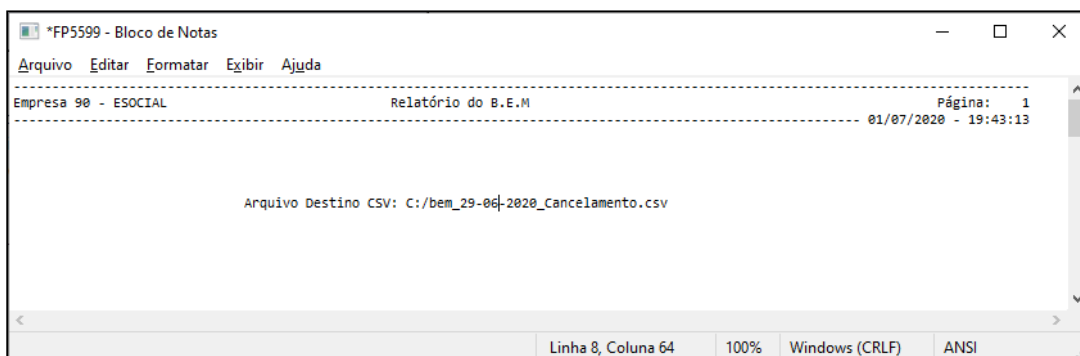 *FP5599 - Bloco de Notas
Arquivo Editar Formatar Exibir Ajuda
Empresa 90 - ESOCIAL Relatório do B.E.M Página: 1
01/07/2020 - 19:43:13
Arquivo Destino CSV: C:/bem_29-06-2020_Cancelamento.csv
Linha 8, Coluna 64 100% Windows (CRLF) ANSI